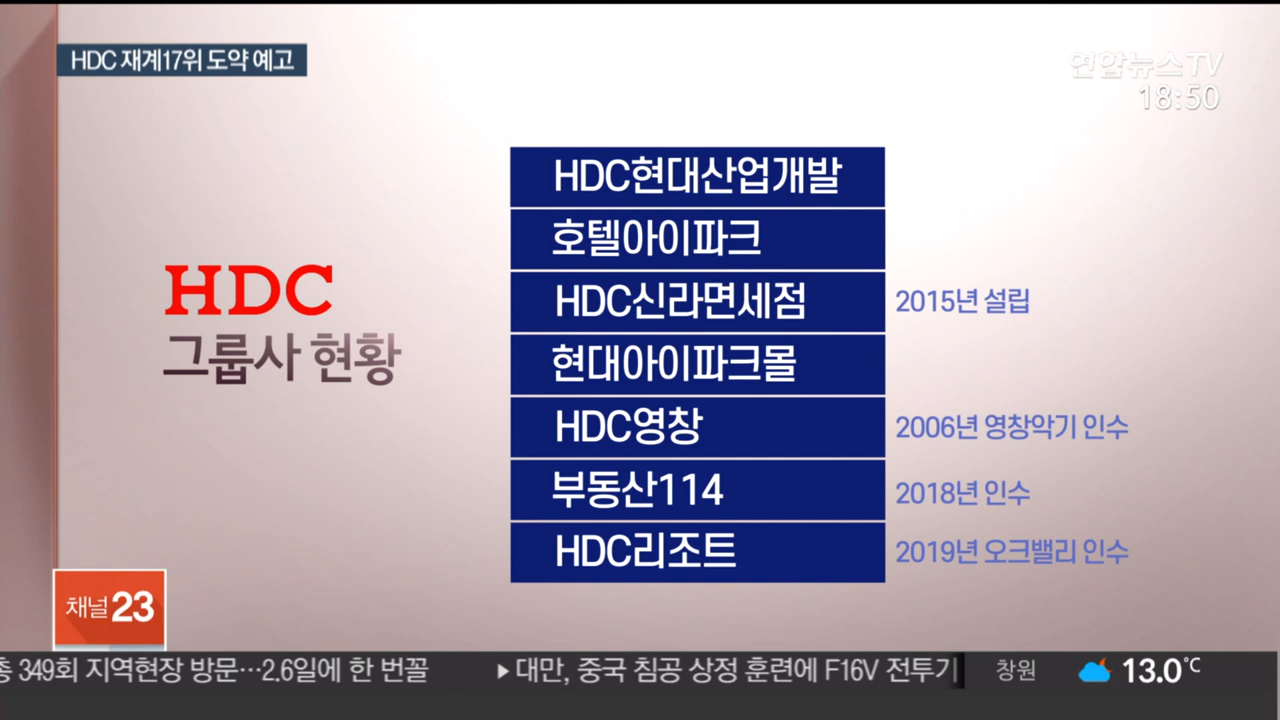 HDC 재계17위 도약 예고
연합뉴스TV
18:50
HDC
그룹사 현황
HDC현대산업개발
호텔아이파크
HDC신라면세점 2015년 설립
현대아이파크몰
HDC영창 2006년 영창악기 인수
부동산114 2018년 인수
HDC리조트 2019년 오크밸리 인수
채널 23
총 349회 지역현장 방문…2.6일에 한 번꼴 ▶대만, 중국 침공 상정 훈련에 F16V 전투기 창원 13.0℃